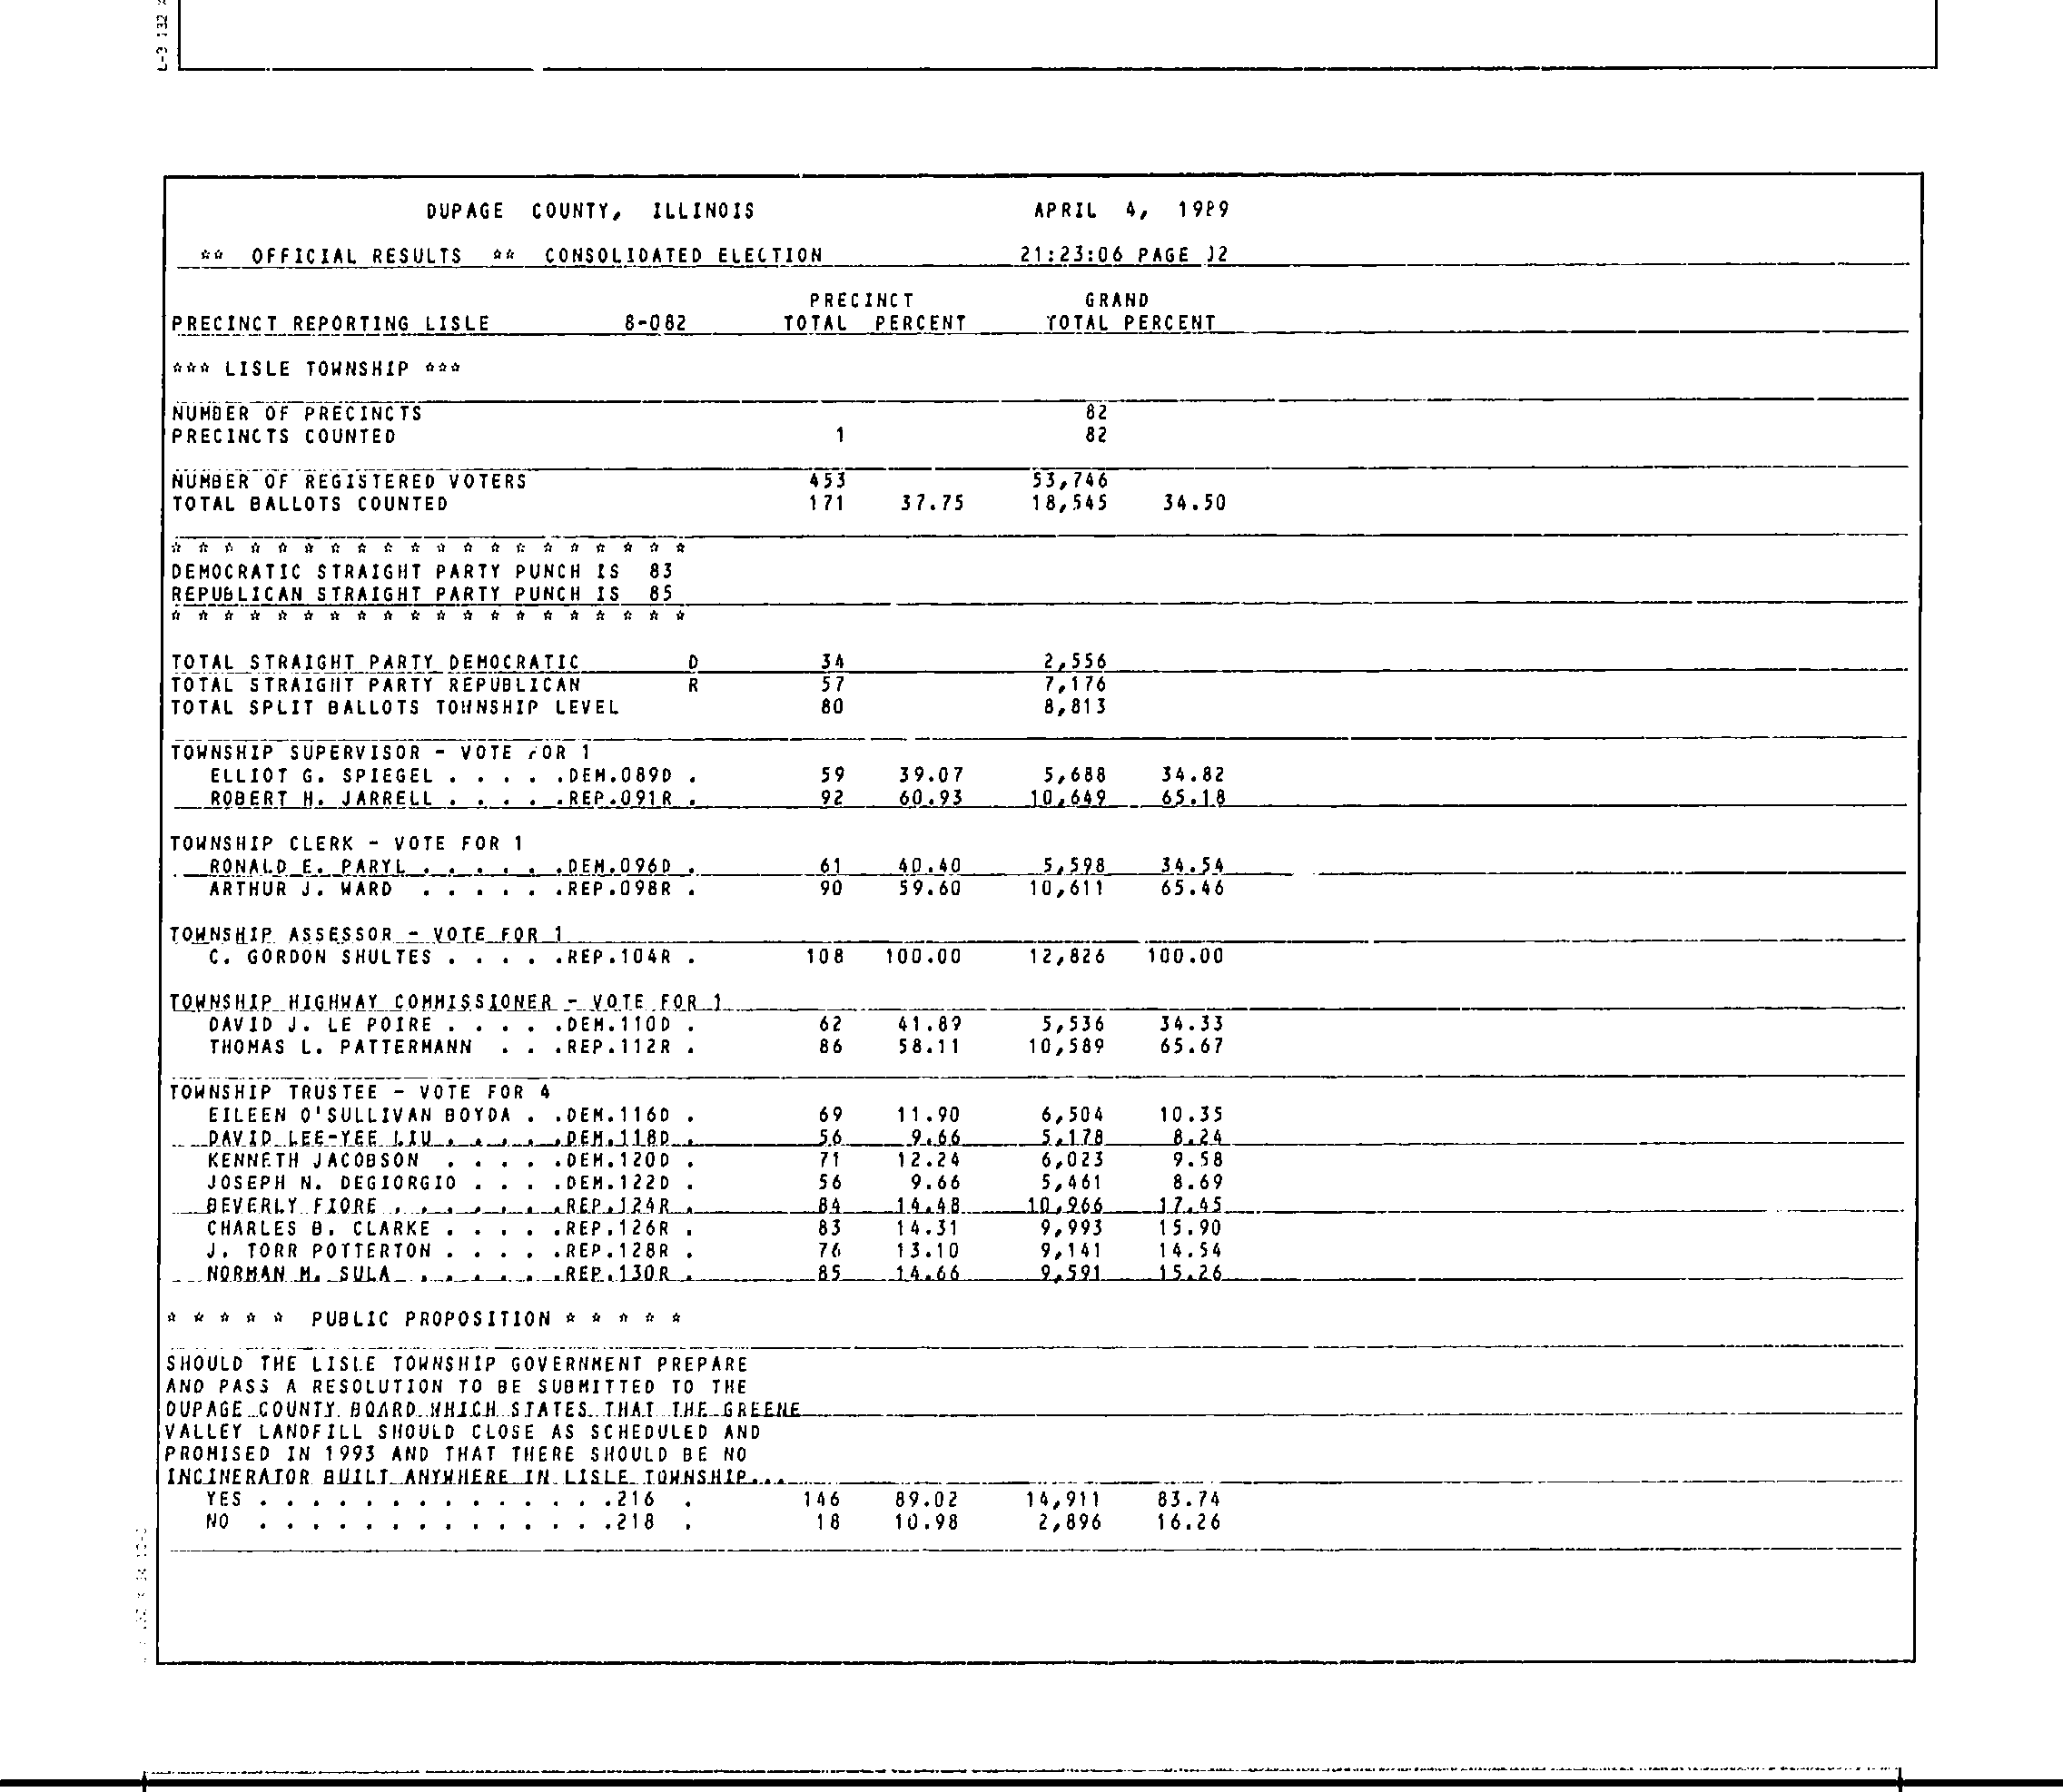 DUPAGE COUNTY, ILLINOIS APRIL 4, 1989
** OFFICIAL RESULTS ** CONSOLIDATED ELECTION 21:23:06 PAGE 12
PRECINCT GRAND
PRECINCT REPORTING LISLE 8-082 TOTAL PERCENT TOTAL PERCENT
*** LISLE TOWNSHIP ***
NUMBER OF PRECINCTS 82
PRECINCTS COUNTED 1 82
NUMBER OF REGISTERED VOTERS 453 53,746
TOTAL BALLOTS COUNTED 171 37.75 18,545 34.50
* * * * * * * * * * * * * * * * * * * *
DEMOCRATIC STRAIGHT PARTY PUNCH IS 83
REPUBLICAN STRAIGHT PARTY PUNCH IS 85
* * * * * * * * * * * * * * * * * * * *
TOTAL STRAIGHT PARTY DEMOCRATIC D 34 2,556
TOTAL STRAIGHT PARTY REPUBLICAN R 57 7,176
TOTAL SPLIT BALLOTS TOWNSHIP LEVEL 80 8,813
TOWNSHIP SUPERVISOR - VOTE FOR 1
ELLIOT G. SPIEGEL . . . . .DEM.089D . 59 39.07 5,688 34.82
ROBERT H. JARRELL . . . . .REP.091R . 92 60.93 10,649 65.18
TOWNSHIP CLERK - VOTE FOR 1
RONALD E. PARYL . . . . . .DEM.096D . 61 40.40 5,598 34.54
ARTHUR J. WARD . . . . . .REP.098R . 90 59.60 10,611 65.46
TOWNSHIP ASSESSOR - VOTE FOR 1
C. GORDON SHULTES . . . . .REP.104R . 108 100.00 12,826 100.00
TOWNSHIP HIGHWAY COMMISSIONER - VOTE FOR 1
DAVID J. LE POIRE . . . . .DEM.110D . 62 41.89 5,536 34.33
THOMAS L. PATTERMANN . . .REP.112R . 86 58.11 10,589 65.67
TOWNSHIP TRUSTEE - VOTE FOR 4
EILEEN O'SULLIVAN BOYDA . .DEM.116D . 69 11.90 6,504 10.35
DAVID LEE-YEE LIU . . . . .DEM.118D . 56 9.66 5,178 8.24
KENNETH JACOBSON . . . . .DEM.120D . 71 12.24 6,023 9.58
JOSEPH N. DEGIORGIO . . . .DEM.122D . 56 9.66 5,461 8.69
BEVERLY FIORE . . . . . . .REP.124R . 84 14.48 10,966 17.45
CHARLES B. CLARKE . . . . .REP.126R . 83 14.31 9,993 15.90
J. TORR POTTERTON . . . . .REP.128R . 76 13.10 9,141 14.54
NORMAN M. SULA . . . . . .REP.130R . 85 14.66 9,591 15.26
* * * * * PUBLIC PROPOSITION * * * * *
SHOULD THE LISLE TOWNSHIP GOVERNMENT PREPARE
AND PASS A RESOLUTION TO BE SUBMITTED TO THE
DUPAGE COUNTY BOARD WHICH STATES THAT THE GREENE
VALLEY LANDFILL SHOULD CLOSE AS SCHEDULED AND
PROMISED IN 1993 AND THAT THERE SHOULD BE NO
INCINERATOR BUILT ANYWHERE IN LISLE TOWNSHIP...
YES . . . . . . . . . . . . . .216 . 146 89.02 14,911 83.74
NO . . . . . . . . . . . . . .218 . 18 10.98 2,896 16.26